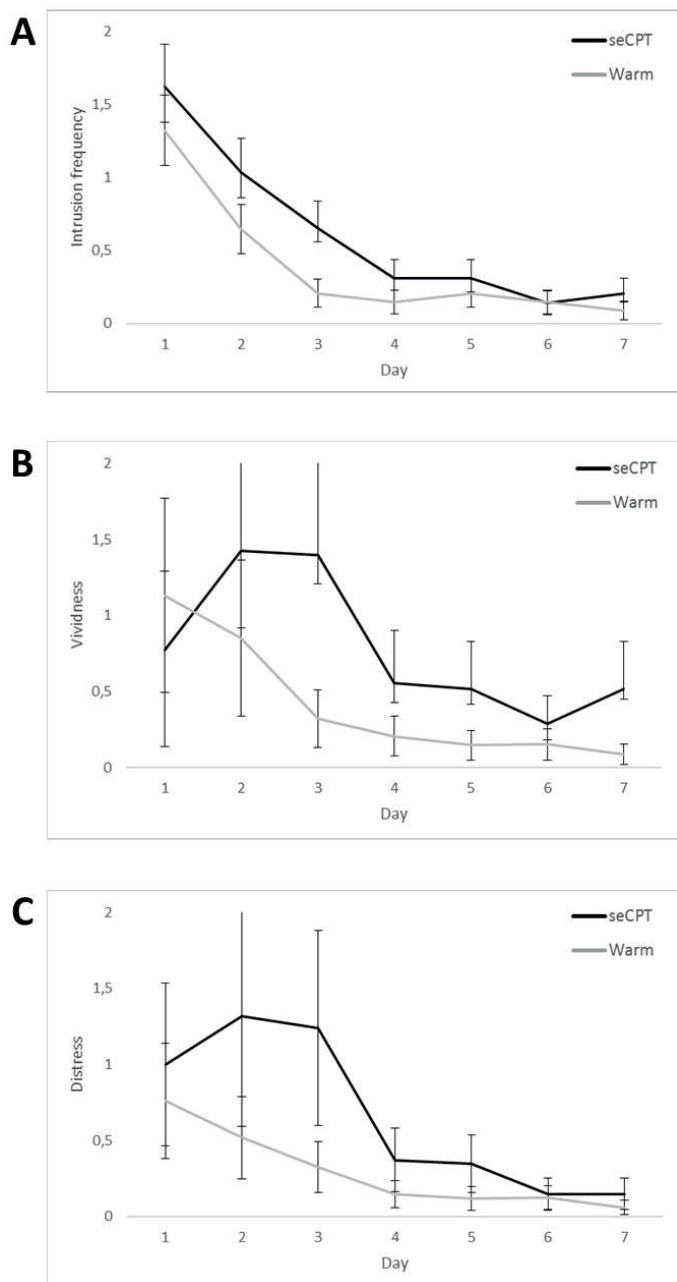 A
2
seCPT
Warm
1,5
1
0,5
0
Intrusion frequency
1 2 3 4 5 6 7
Day
B
2
seCPT
Warm
1,5
1
0,5
0
Vividness
1 2 3 4 5 6 7
Day
C
2
seCPT
Warm
1,5
1
0,5
0
Distress
1 2 3 4 5 6 7
Day